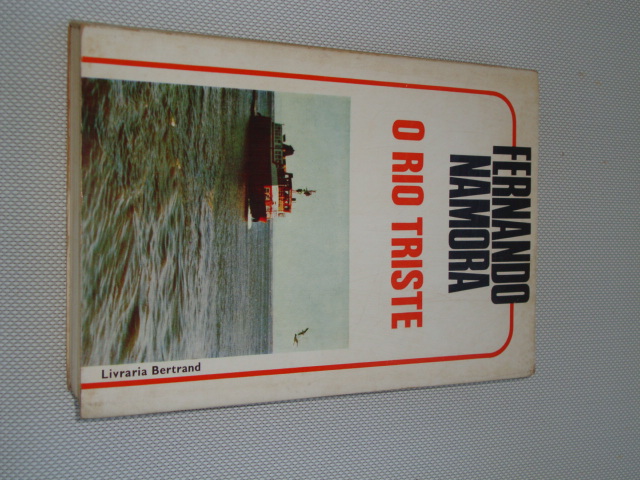 FERNANDO
NAMORA
O RIO TRISTE
Livraria Bertrand